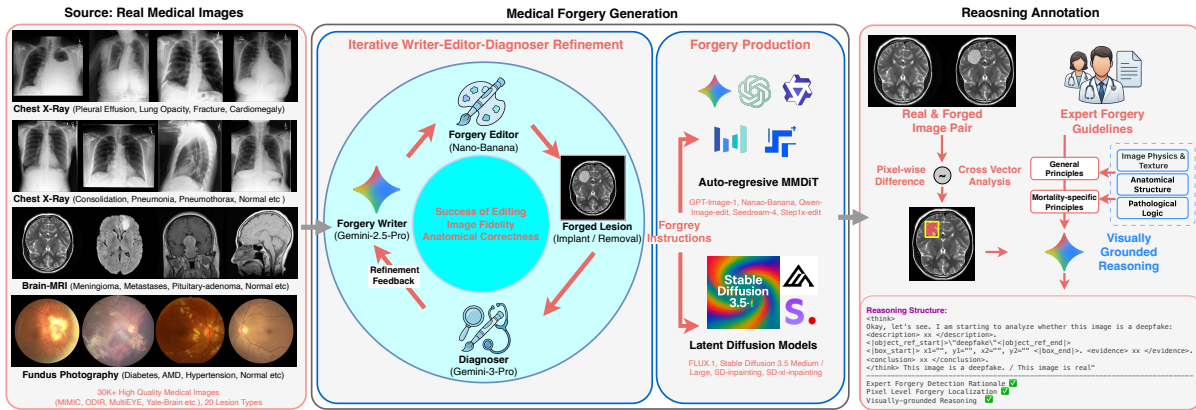 Source: Real Medical Images
Chest X-Ray (Pleural Effusion, Lung Opacity, Fracture, Cardiomegaly)
Chest X-Ray (Consolidation, Pneumonia, Pneumothorax, Normal etc )
Brain-MRI (Meningioma, Metastases, Pituitary-adenoma, Normal etc)
Fundus Photography (Diabetes, AMD, Hypertension, Normal etc)
30K+ High Quality Medical Images
(MIMIC, ODIR, MultiEYE, Yale-Brain etc.), 20 Lesion Types
Medical Forgery Generation
Iterative Writer-Editor-Diagnoser Refinement
Forgery Editor
(Nano-Banana)
Forgery Writer
(Gemini-2.5-Pro)
Success of Editing
Image Fidelity
Anatomical Correctness
Forged Lesion
(Implant / Removal)
Refinement
Feedback
Diagnoser
(Gemini-3-Pro)
Forgery Production
Auto-regresive MMDiT
GPT-Image-1, Nanao-Banana, Qwen-
Image-edit, Seedream-4, Step1x-edit
Forgrey
Instructions
Stable
Diffusion
3.5
S.
Latent Diffusion Models
FLUX.1, Stable Diffusion 3.5 Medium /
Large, SD-inpainting, SD-xl-inpainting
Reaosning Annotation
Real & Forged
Image Pair
Expert Forgery
Guidelines
Pixel-wise
Difference
~
Cross Vector
Analysis
General
Principles
Mortality-specific
Principles
Image Physics &
Texture
Anatomical
Structure
Pathological
Logic
Visually
Grounded
Reasoning
Reasoning Structure:
<think>
Okay, let's see. I am starting to analyze whether this image is a deepfake:
<description> xx </description>.
<|object_ref_start|>\"deepfake\"<|object_ref_end|>
<|box_start|> x1="", y1="", x2="", y2="" <|box_end|>. <evidence> xx </evidence>.
<conclusion> xx </conclusion>.
</think> This image is a deepfake. / This image is real"
Expert Forgery Detection Rationale ✅
Pixel Level Forgery Localization ✅
Visually-grounded Reasoning ✅